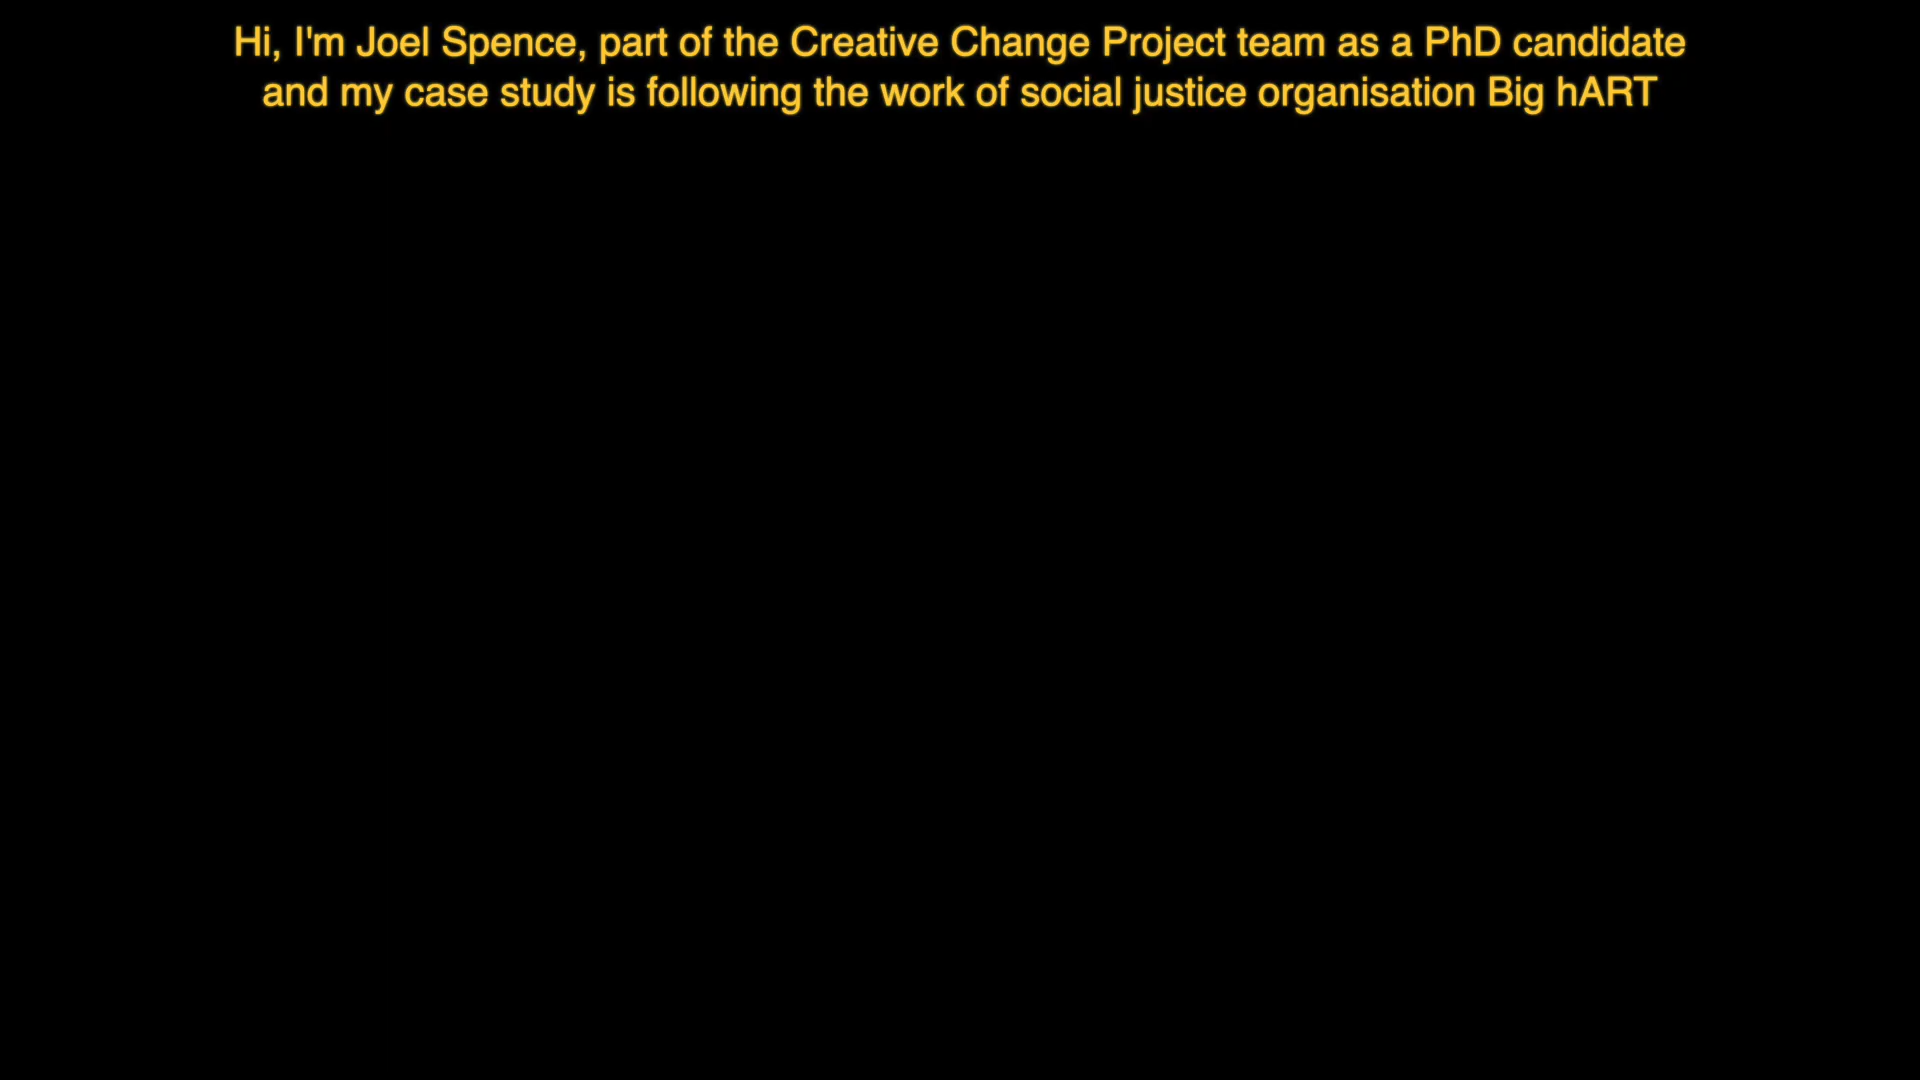 Hi, I'm Joel Spence, part of the Creative Change Project team as a PhD candidate
and my case study is following the work of social justice organisation Big hART